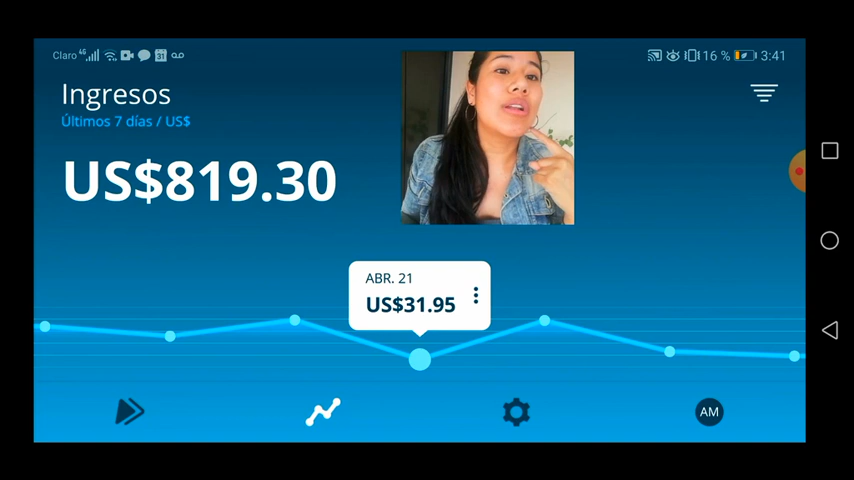 Claro 4G 31 16 % 3:41
Ingresos
Últimos 7 días / US$
US$819.30
ABR. 21
US$31.95
AM